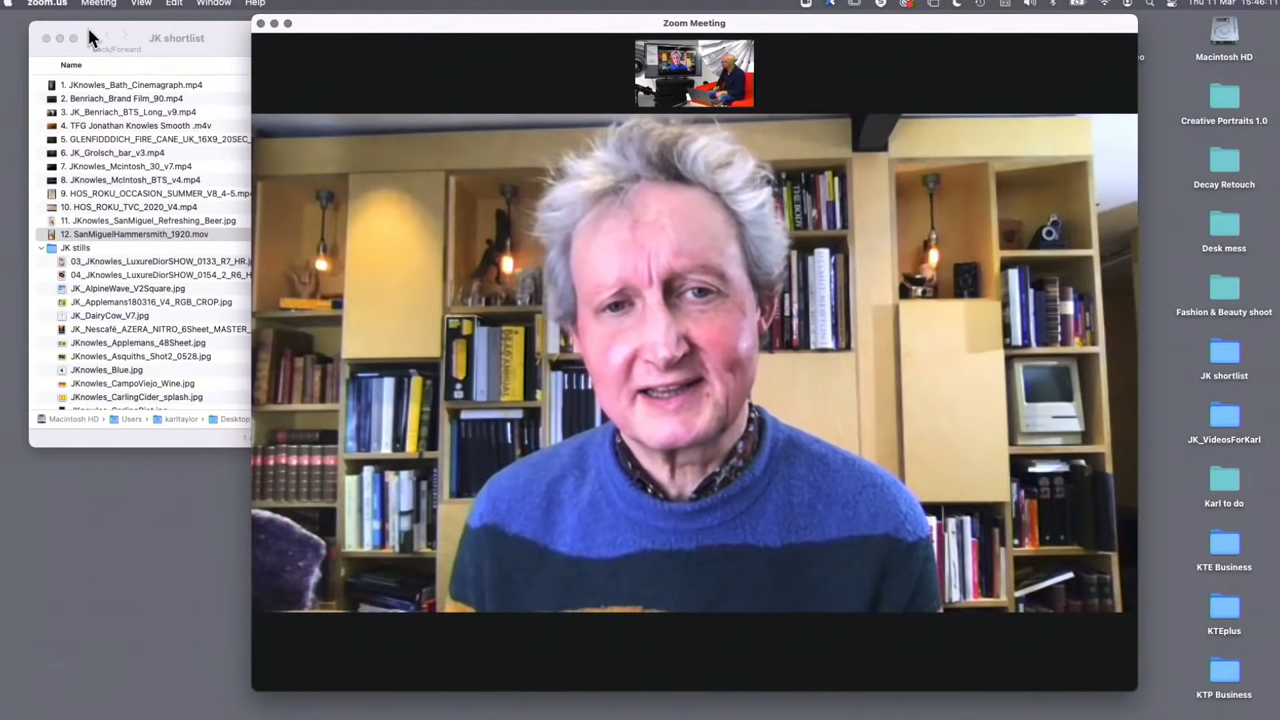 zoom.us Meeting View Edit Window Help
Thu 11 Mar 15:46:11
JK shortlist
Back/Forward
Name
1. JKnowles_Bath_Cinemagraph.mp4
2. Benriach_Brand Film_90.mp4
3. JK_Benriach_BTS_Long_v9.mp4
4. TFG Jonathan Knowles Smooth .m4v
5. GLENFIDDDICH_FIRE_CANE_UK_16X9_20SEC_
6. JK_Grolsch_bar_v3.mp4
7. JKnowles_Mcintosh_30_v7.mp4
8. JKnowles_McIntosh_BTS_v4.mp4
9. HOS_ROKU_OCCASION_SUMMER_V8_4-5.mp4
10. HOS_ROKU_TVC_2020_V4.mp4
11. JKnowles_SanMiguel_Refreshing_Beer.jpg
12. SanMiguelHammersmith_1920.mov
JK stills
03_JKnowles_LuxureDiorSHOW_0133_R7_HR.j
04_JKnowles_LuxureDiorSHOW_0154_2_R6_H
JK_AlpineWave_V2Square.jpg
JK_Applemans180316_V4_RGB_CROP.jpg
JK_DairyCow_V7.jpg
JK_Nescafé_AZERA_NITRO_6Sheet_MASTER_
JKnowles_Applemans_48Sheet.jpg
JKnowles_Asquiths_Shot2_0528.jpg
JKnowles_Blue.jpg
JKnowles_CampoViejo_Wine.jpg
JKnowles_CarlingCider_splash.jpg
Macintosh HD › Users › karltaylor › Desktop
Zoom Meeting
THE BODY
Macintosh HD
Creative Portraits 1.0
Decay Retouch
Desk mess
Fashion & Beauty shoot
JK shortlist
JK_VideosForKarl
Karl to do
KTE Business
KTEplus
KTP Business